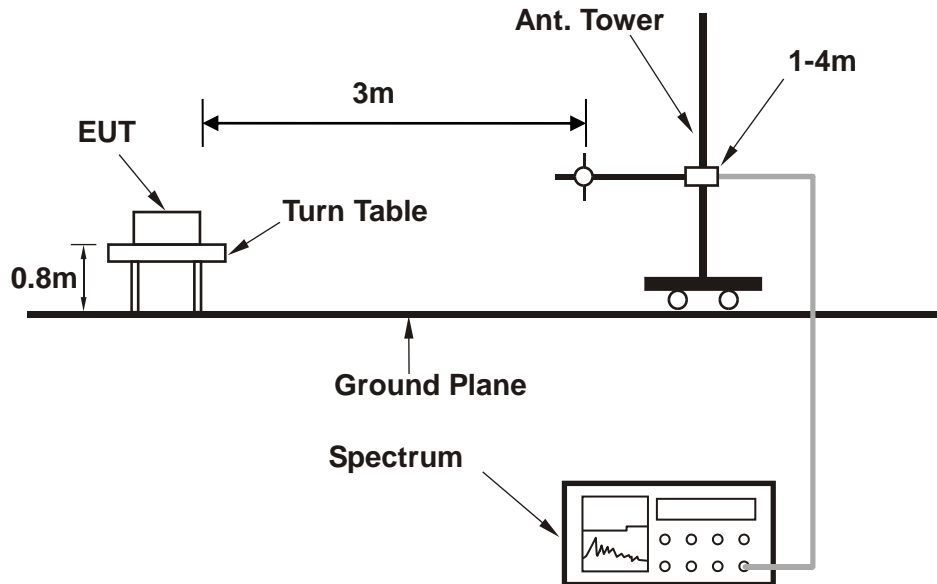 Ant. Tower
1-4m
3m
EUT
Turn Table
0.8m
Ground Plane
Spectrum